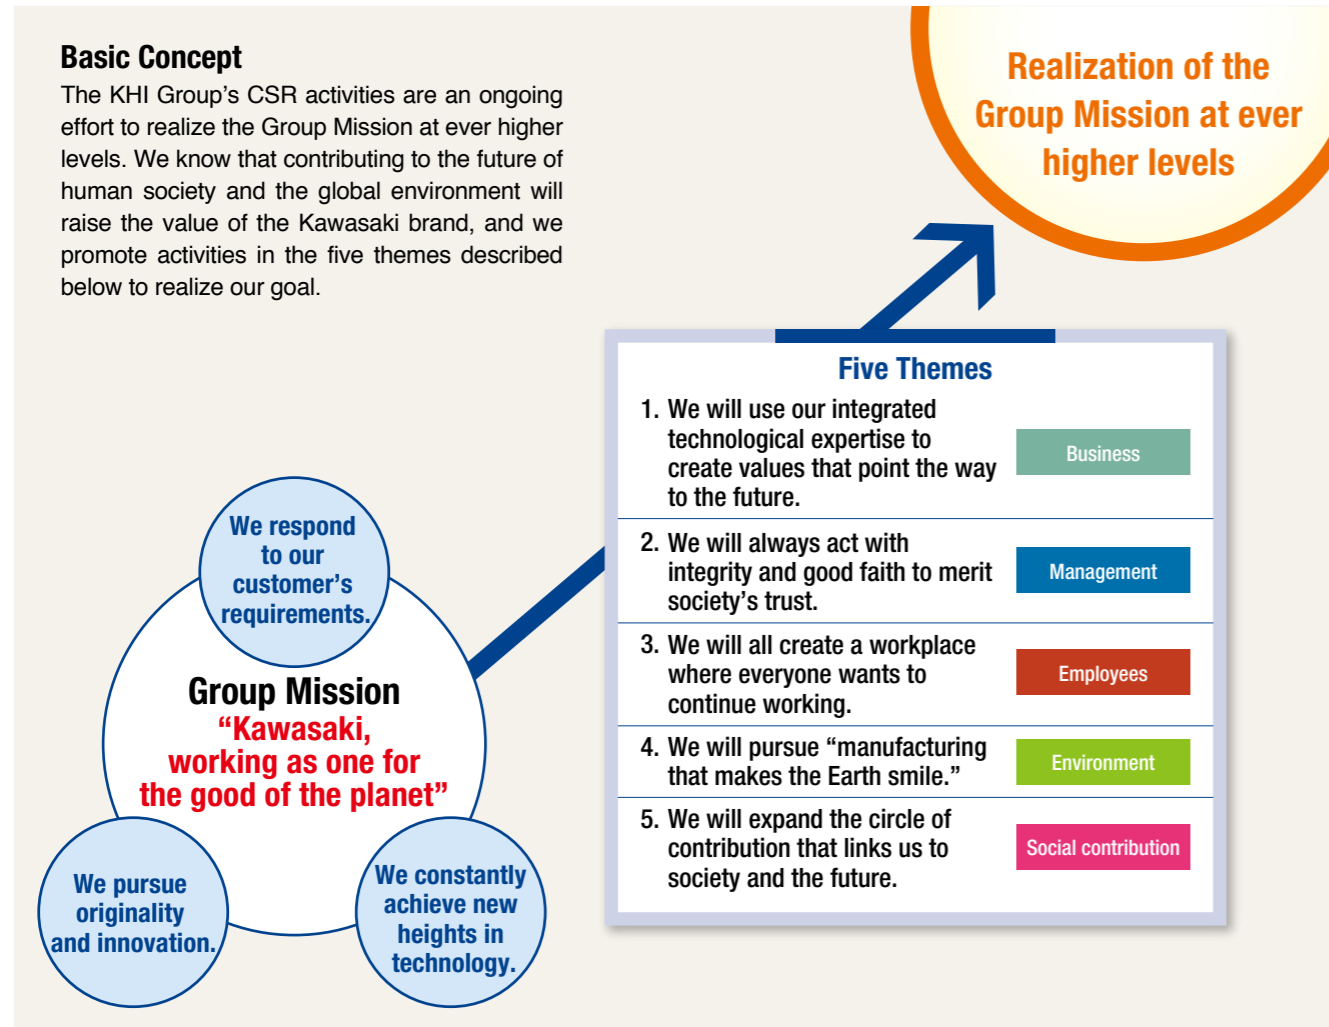 Basic Concept
The KHI Group’s CSR activities are an ongoing
effort to realize the Group Mission at ever higher
levels. We know that contributing to the future of
human society and the global environment will
raise the value of the Kawasaki brand, and we
promote activities in the five themes described
below to realize our goal.
Realization of the
Group Mission at ever
higher levels
Five Themes
1. We will use our integrated
technological expertise to
create values that point the way
to the future.
Business
2. We will always act with
integrity and good faith to merit
society’s trust.
Management
3. We will all create a workplace
where everyone wants to
continue working.
Employees
4. We will pursue “manufacturing
that makes the Earth smile.”
Environment
5. We will expand the circle of
contribution that links us to
society and the future.
Social contribution
We respond
to our
customer’s
requirements.
Group Mission
“Kawasaki,
working as one for
the good of the planet”
We pursue
originality
and innovation.
We constantly
achieve new
heights in
technology.